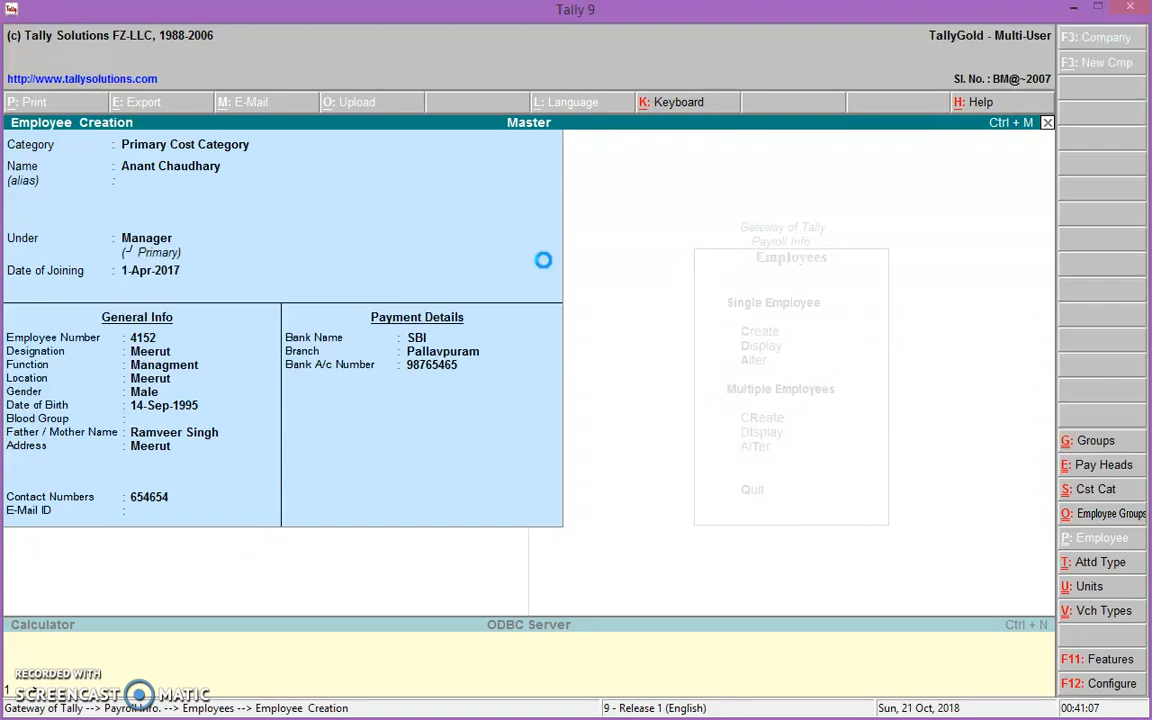 Tally 9
(c) Tally Solutions FZ-LLC, 1988-2006
TallyGold - Multi-User
http://www.tallysolutions.com
Sl. No. : BM@~2007
P: Print
E: Export
M: E-Mail
O: Upload
L: Language
K: Keyboard
H: Help
Employee Creation
Master
Ctrl + M
Category : Primary Cost Category
Name : Anant Chaudhary
(alias) :
Under : Manager
(┘ Primary)
Date of Joining : 1-Apr-2017
General Info
Employee Number : 4152
Designation : Meerut
Function : Managment
Location : Meerut
Gender : Male
Date of Birth : 14-Sep-1995
Blood Group :
Father / Mother Name : Ramveer Singh
Address : Meerut
Contact Numbers : 654654
E-Mail ID :
Payment Details
Bank Name : SBI
Branch : Pallavpuram
Bank A/c Number : 98765465
Gateway of Tally...
Payroll Info. ....
Employees
Single Employee
Create
Display
Alter
Multiple Employees
CReate
DIsplay
AlTer
Quit
F3: Company
F3: New Cmp
G: Groups
E: Pay Heads
S: Cst Cat
O: Employee Groups
P: Employee
T: Attd Type
U: Units
V: Vch Types
F11: Features
F12: Configure
Calculator
ODBC Server
Ctrl + N
1
RECORDED WITH
SCREENCAST MATIC
Gateway of Tally --> Payroll Info. --> Employees --> Employee Creation
9 - Release 1 (English)
Sun, 21 Oct, 2018
00:41:07